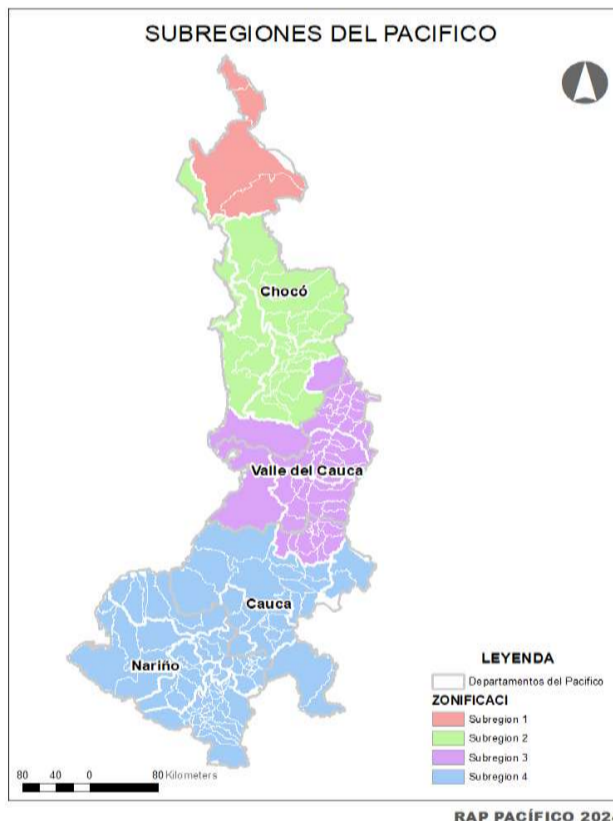 SUBREGIONES DEL PACIFICO
Chocó
Valle del Cauca
Cauca
Nariño
LEYENDA
Departamentos del Pacifico
ZONIFICACI
Subregion 1
Subregion 2
Subregion 3
Subregion 4
80 40 0 80 Kilometers
RAP PACÍFICO 202